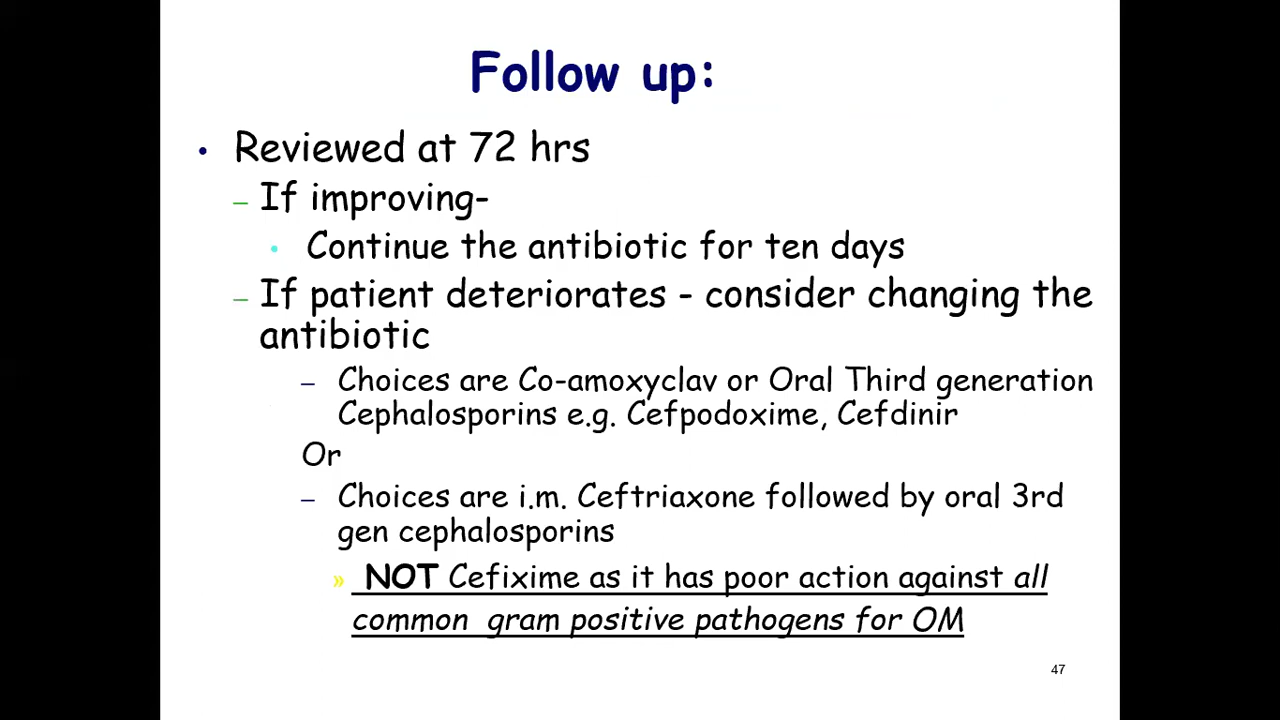 Follow up:
• Reviewed at 72 hrs
– If improving-
• Continue the antibiotic for ten days
– If patient deteriorates - consider changing the
antibiotic
– Choices are Co-amoxyclav or Oral Third generation
Cephalosporins e.g. Cefpodoxime, Cefdinir
Or
– Choices are i.m. Ceftriaxone followed by oral 3rd
gen cephalosporins
» NOT Cefixime as it has poor action against all
common gram positive pathogens for OM
47